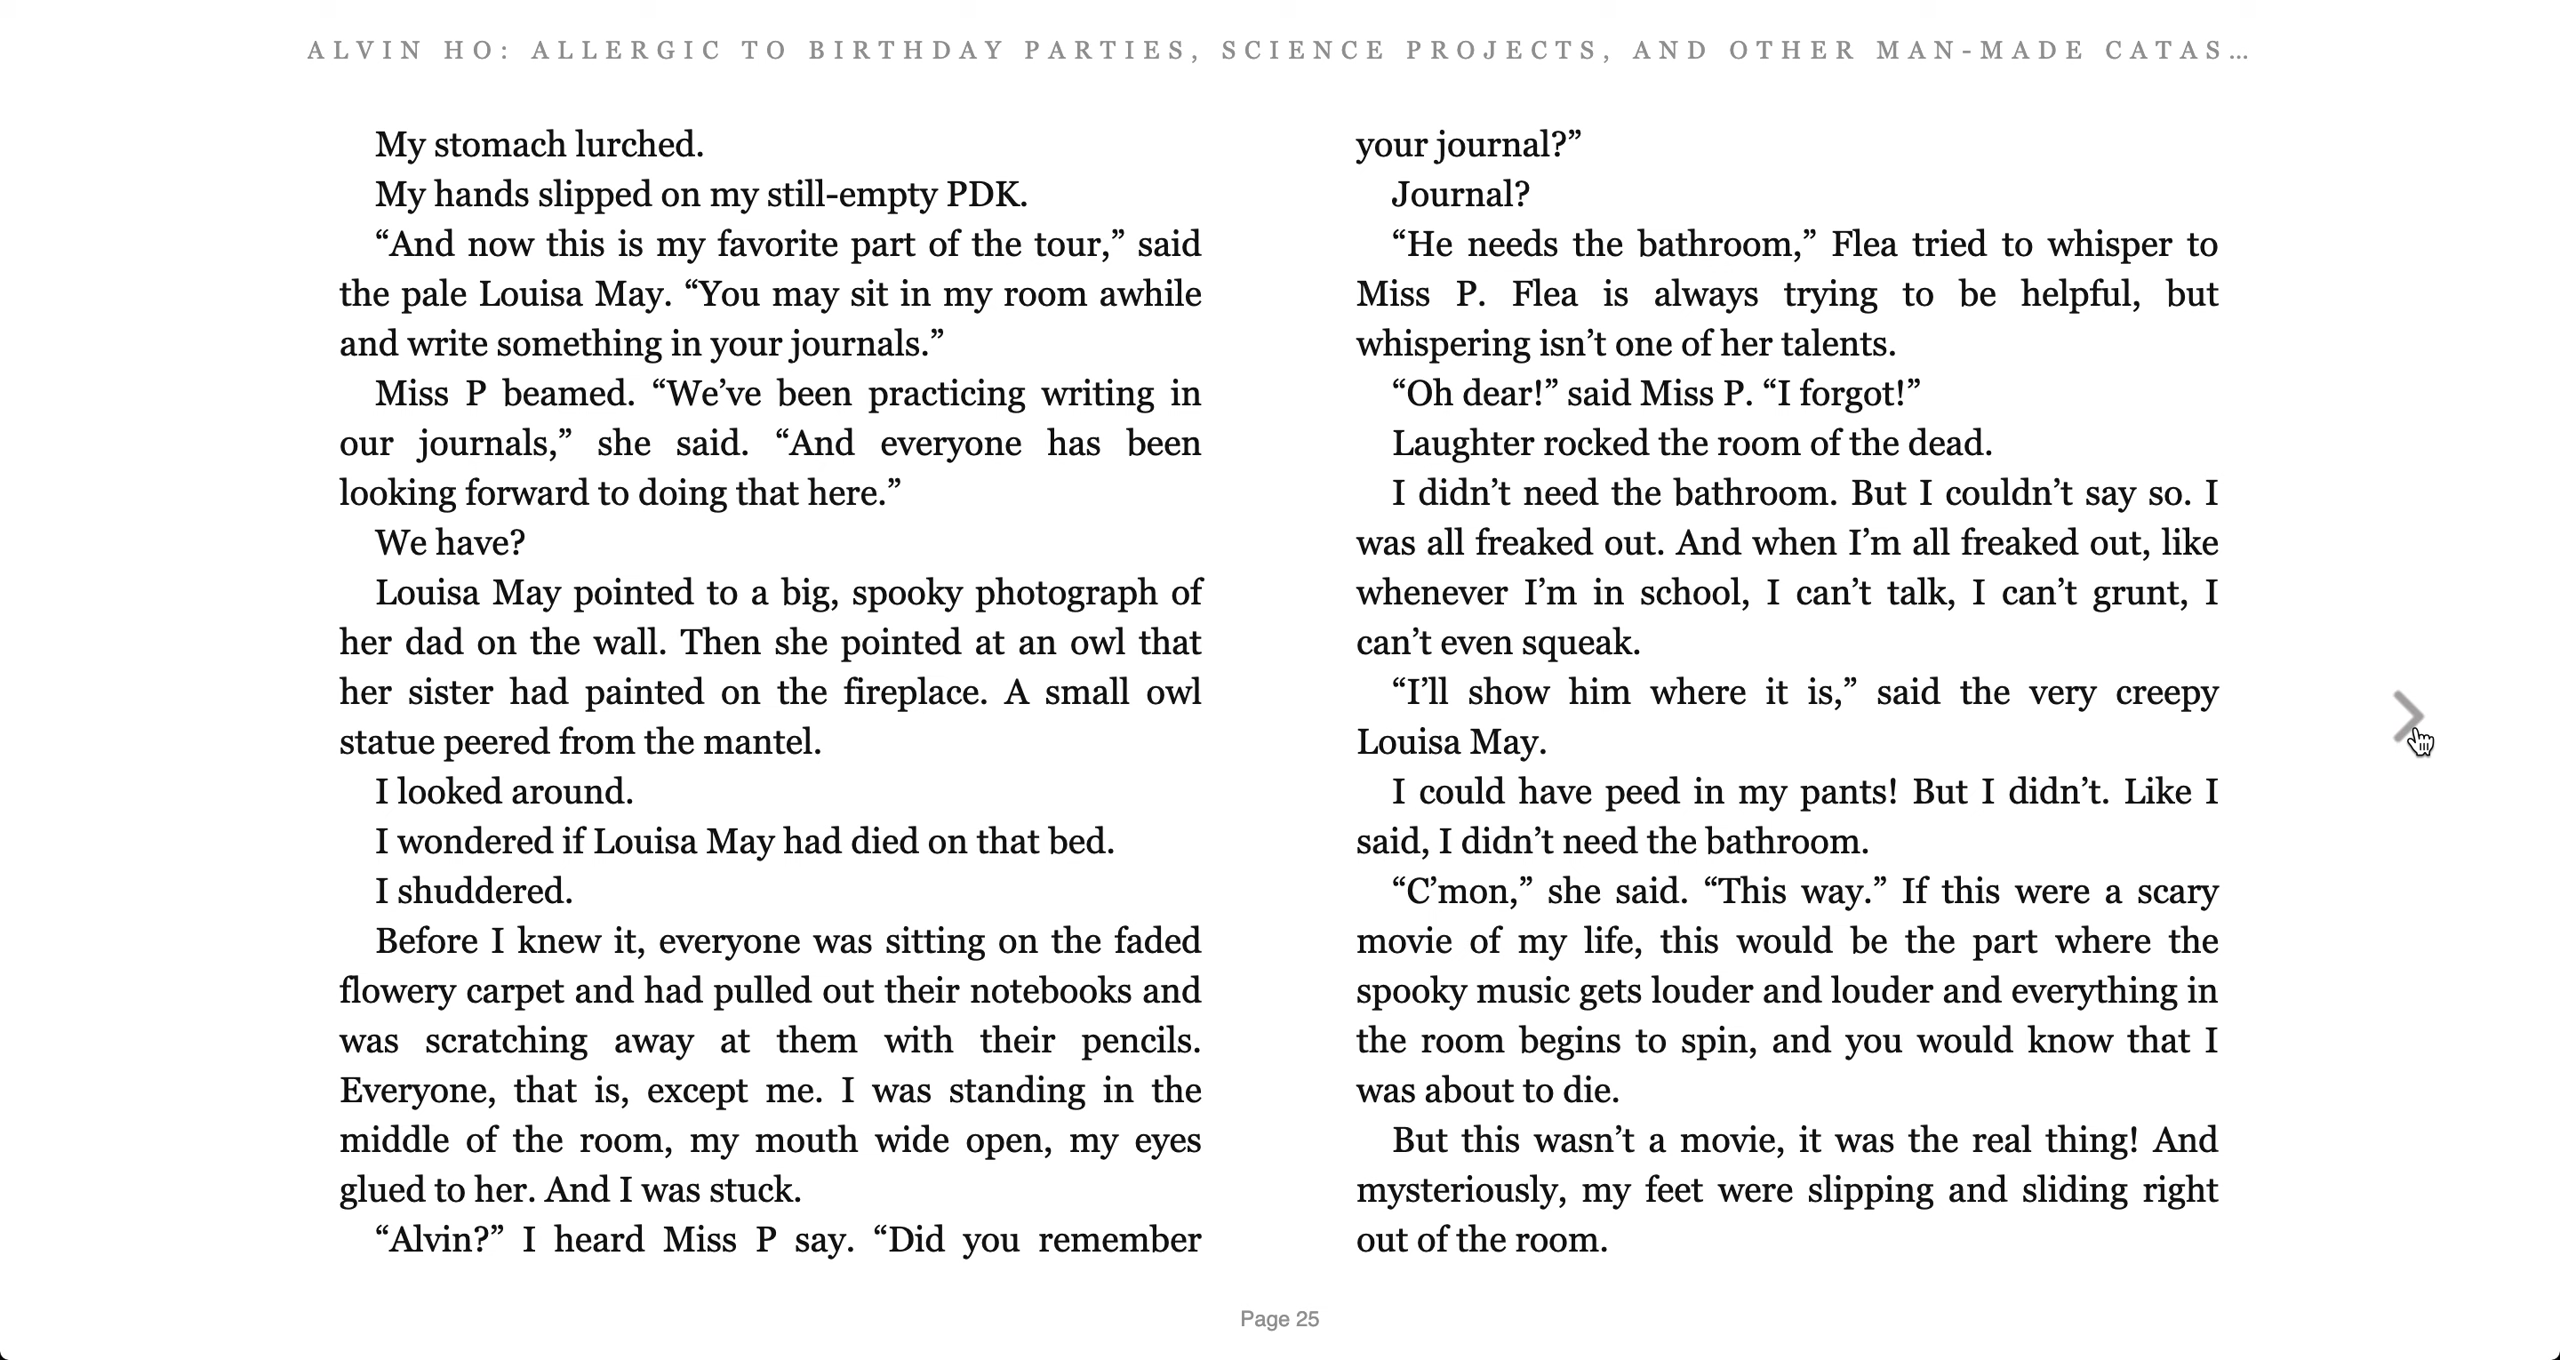 ALVIN HO: ALLERGIC TO BIRTHDAY PARTIES, SCIENCE PROJECTS, AND OTHER MAN-MADE CATAS…
My stomach lurched.
My hands slipped on my still-empty PDK.
“And now this is my favorite part of the tour,” said
the pale Louisa May. “You may sit in my room awhile
and write something in your journals.”
Miss P beamed. “We’ve been practicing writing in
our journals,” she said. “And everyone has been
looking forward to doing that here.”
We have?
Louisa May pointed to a big, spooky photograph of
her dad on the wall. Then she pointed at an owl that
her sister had painted on the fireplace. A small owl
statue peered from the mantel.
I looked around.
I wondered if Louisa May had died on that bed.
I shuddered.
Before I knew it, everyone was sitting on the faded
flowery carpet and had pulled out their notebooks and
was scratching away at them with their pencils.
Everyone, that is, except me. I was standing in the
middle of the room, my mouth wide open, my eyes
glued to her. And I was stuck.
“Alvin?” I heard Miss P say. “Did you remember
your journal?”
Journal?
“He needs the bathroom,” Flea tried to whisper to
Miss P. Flea is always trying to be helpful, but
whispering isn’t one of her talents.
“Oh dear!” said Miss P. “I forgot!”
Laughter rocked the room of the dead.
I didn’t need the bathroom. But I couldn’t say so. I
was all freaked out. And when I’m all freaked out, like
whenever I’m in school, I can’t talk, I can’t grunt, I
can’t even squeak.
“I’ll show him where it is,” said the very creepy
Louisa May.
I could have peed in my pants! But I didn’t. Like I
said, I didn’t need the bathroom.
“C’mon,” she said. “This way.” If this were a scary
movie of my life, this would be the part where the
spooky music gets louder and louder and everything in
the room begins to spin, and you would know that I
was about to die.
But this wasn’t a movie, it was the real thing! And
mysteriously, my feet were slipping and sliding right
out of the room.
Page 25